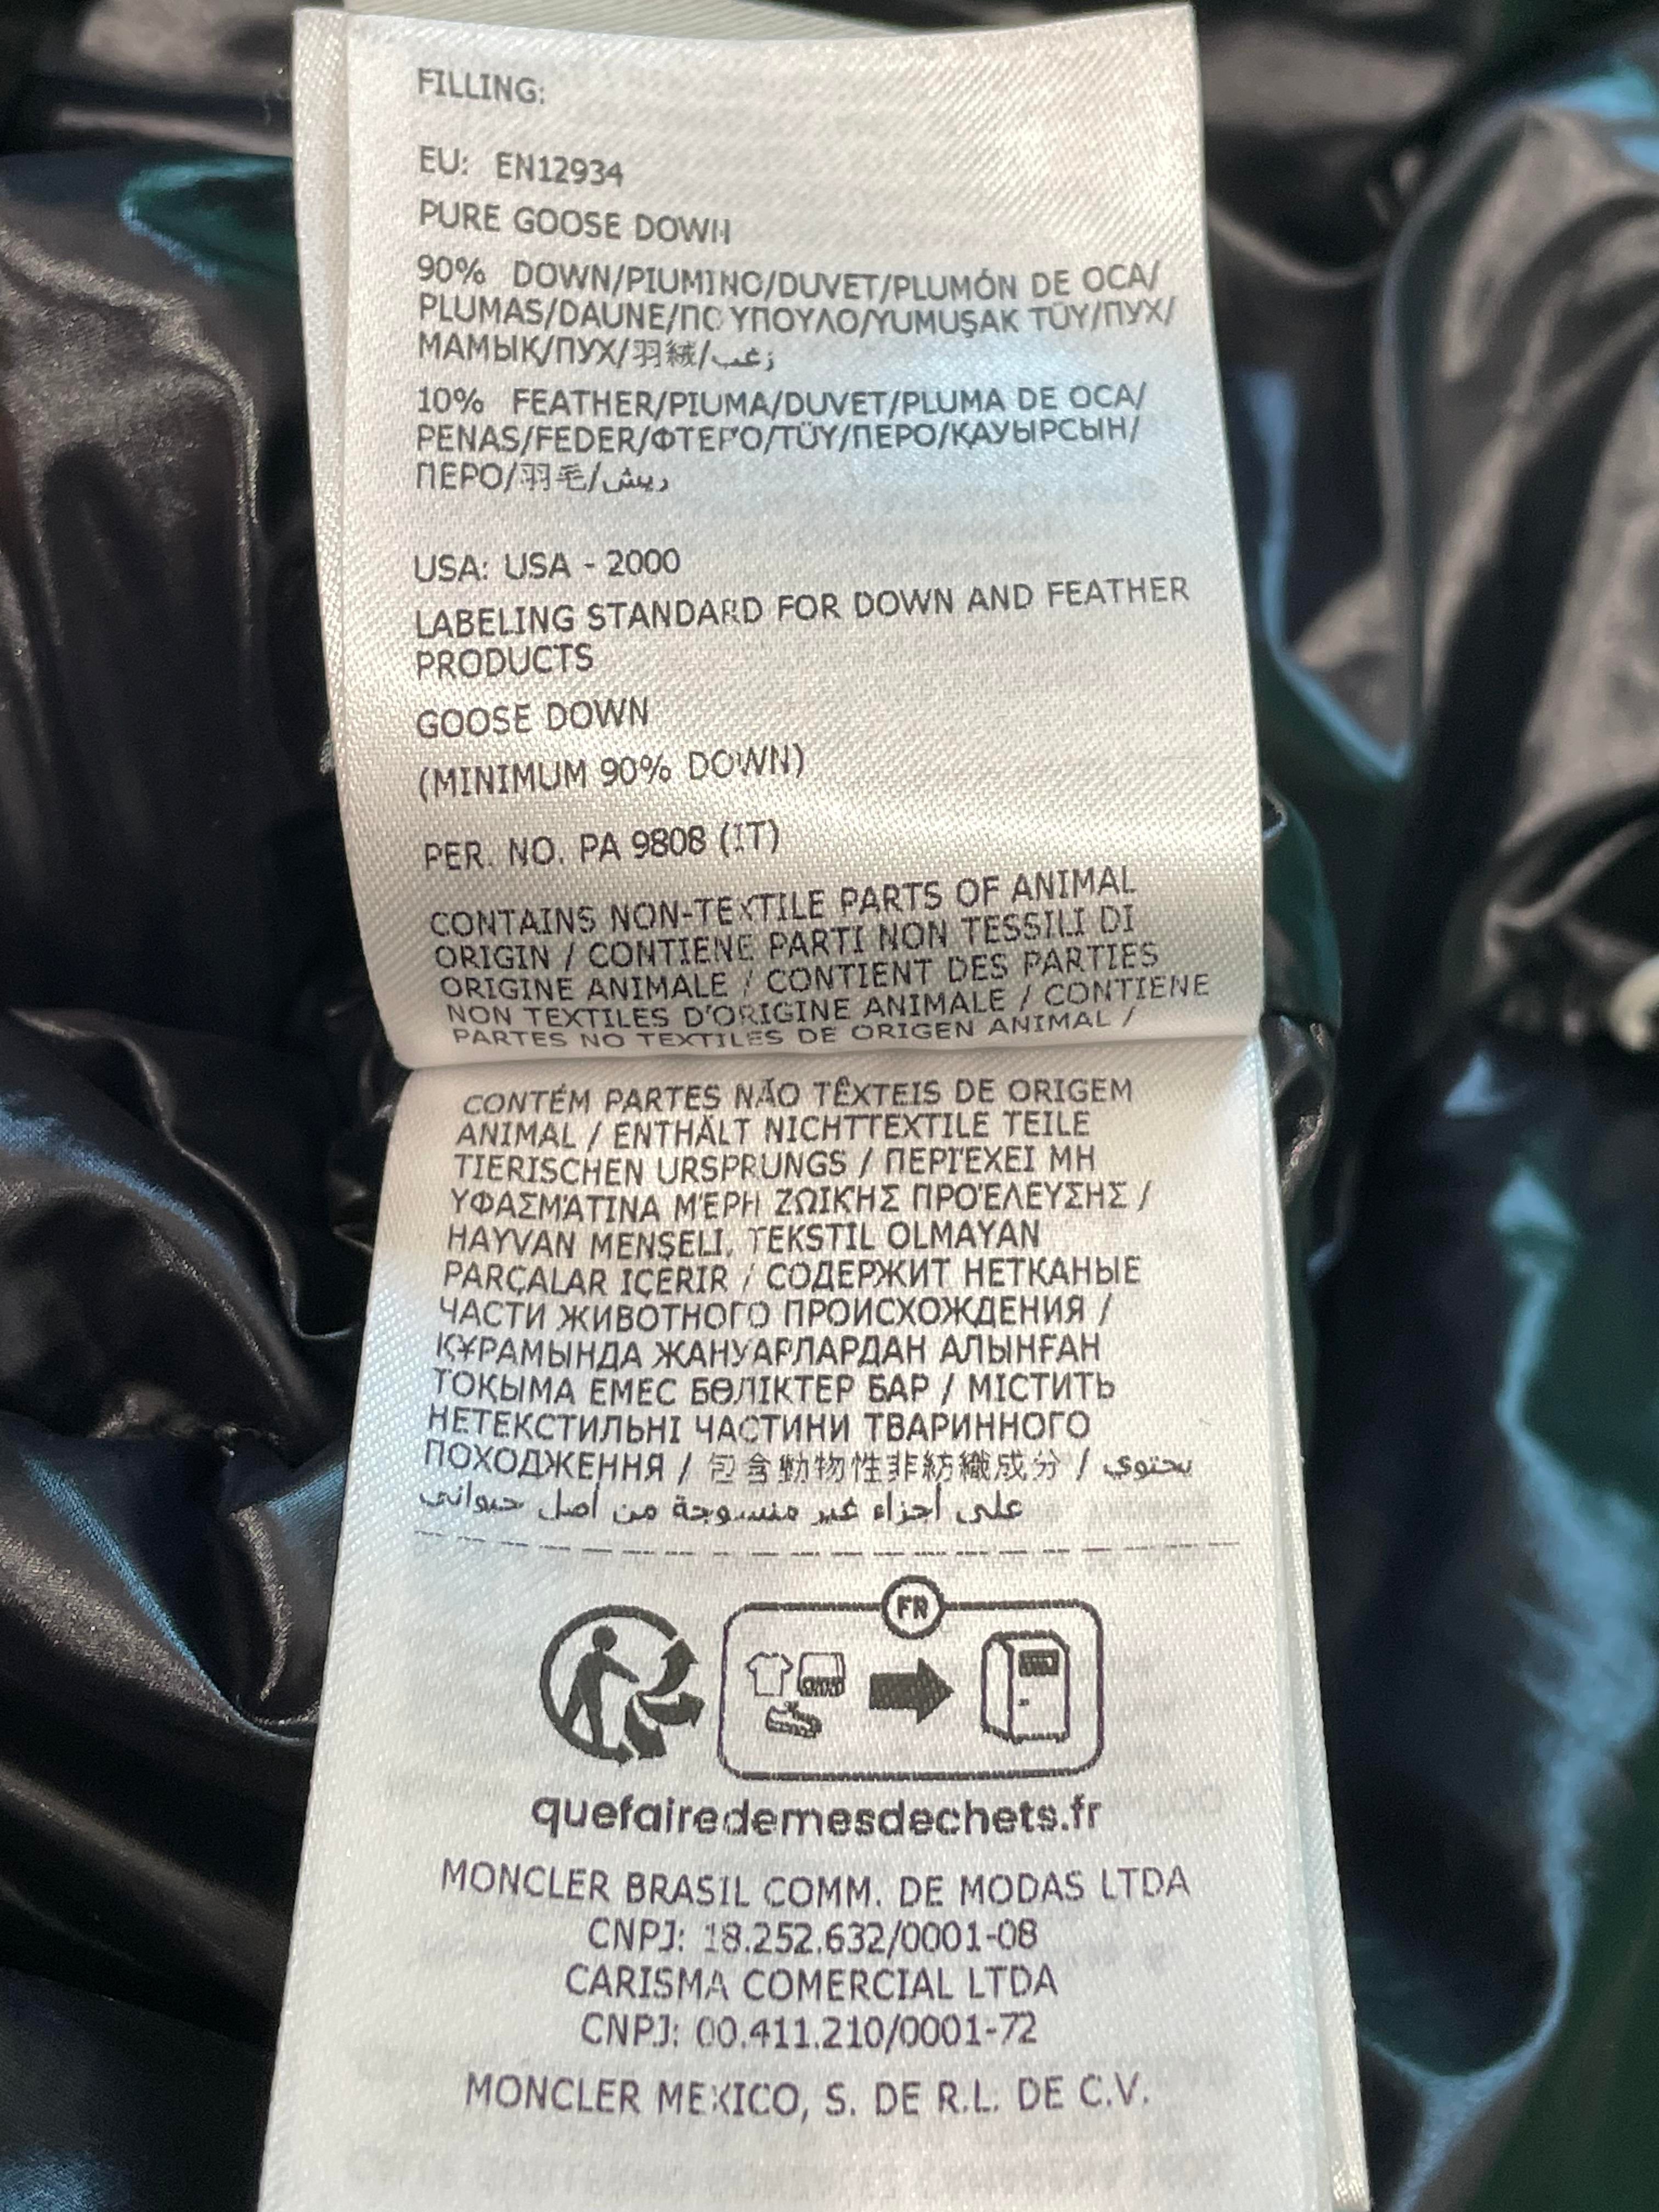 FILLING:
EU: EN12934
PURE GOOSE DOWN
90% DOWN/PIUMINO/DUVET/PLUMÓN DE OCA/
PLUMAS/DAUNE/ΠΟΥΠΟΥΛΟ/YUMUŞAK TÜY/ПУХ/
МАМЫҚ/ПУХ/羽絨/زغب
10% FEATHER/PIUMA/DUVET/PLUMA DE OCA/
PENAS/FEDER/ΦΤΕΡΌ/TÜY/ПЕРО/ҚАУЫРСЫН/
ПЕРО/羽毛/ريش
USA: USA - 2000
LABELING STANDARD FOR DOWN AND FEATHER
PRODUCTS
GOOSE DOWN
(MINIMUM 90% DOWN)
PER. NO. PA 9808 (IT)
CONTAINS NON-TEXTILE PARTS OF ANIMAL
ORIGIN / CONTIENE PARTI NON TESSILI DI
ORIGINE ANIMALE / CONTIENT DES PARTIES
NON TEXTILES D'ORIGINE ANIMALE / CONTIENE
PARTES NO TEXTILES DE ORIGEN ANIMAL /
CONTÉM PARTES NÃO TÊXTEIS DE ORIGEM
ANIMAL / ENTHÄLT NICHTTEXTILE TEILE
TIERISCHEN URSPRUNGS / ΠΕΡΙΈΧΕΙ ΜΗ
ΥΦΑΣΜΆΤΙΝΑ ΜΈΡΗ ΖΩΙΚΉΣ ΠΡΟΈΛΕΥΣΗΣ /
HAYVAN MENŞELI, TEKSTIL OLMAYAN
PARÇALAR IÇERIR / СОДЕРЖИТ НЕТКАНЫЕ
ЧАСТИ ЖИВОТНОГО ПРОИСХОЖДЕНИЯ /
ҚҰРАМЫНДА ЖАНУАРЛАРДАН АЛЫНҒАН
ТОҚЫМА ЕМЕС БӨЛІКТЕР БАР / МІСТИТЬ
НЕТЕКСТИЛЬНІ ЧАСТИНИ ТВАРИННОГО
ПОХОДЖЕННЯ / 包含動物性非紡織成分 / يحتوي
على أجزاء غير منسوجة من أصل حيواني
FR
quefairedemesdechets.fr
MONCLER BRASIL COMM. DE MODAS LTDA
CNPJ: 18.252.632/0001-08
CARISMA COMERCIAL LTDA
CNPJ: 00.411.210/0001-72
MONCLER MEXICO, S. DE R.L. DE C.V.